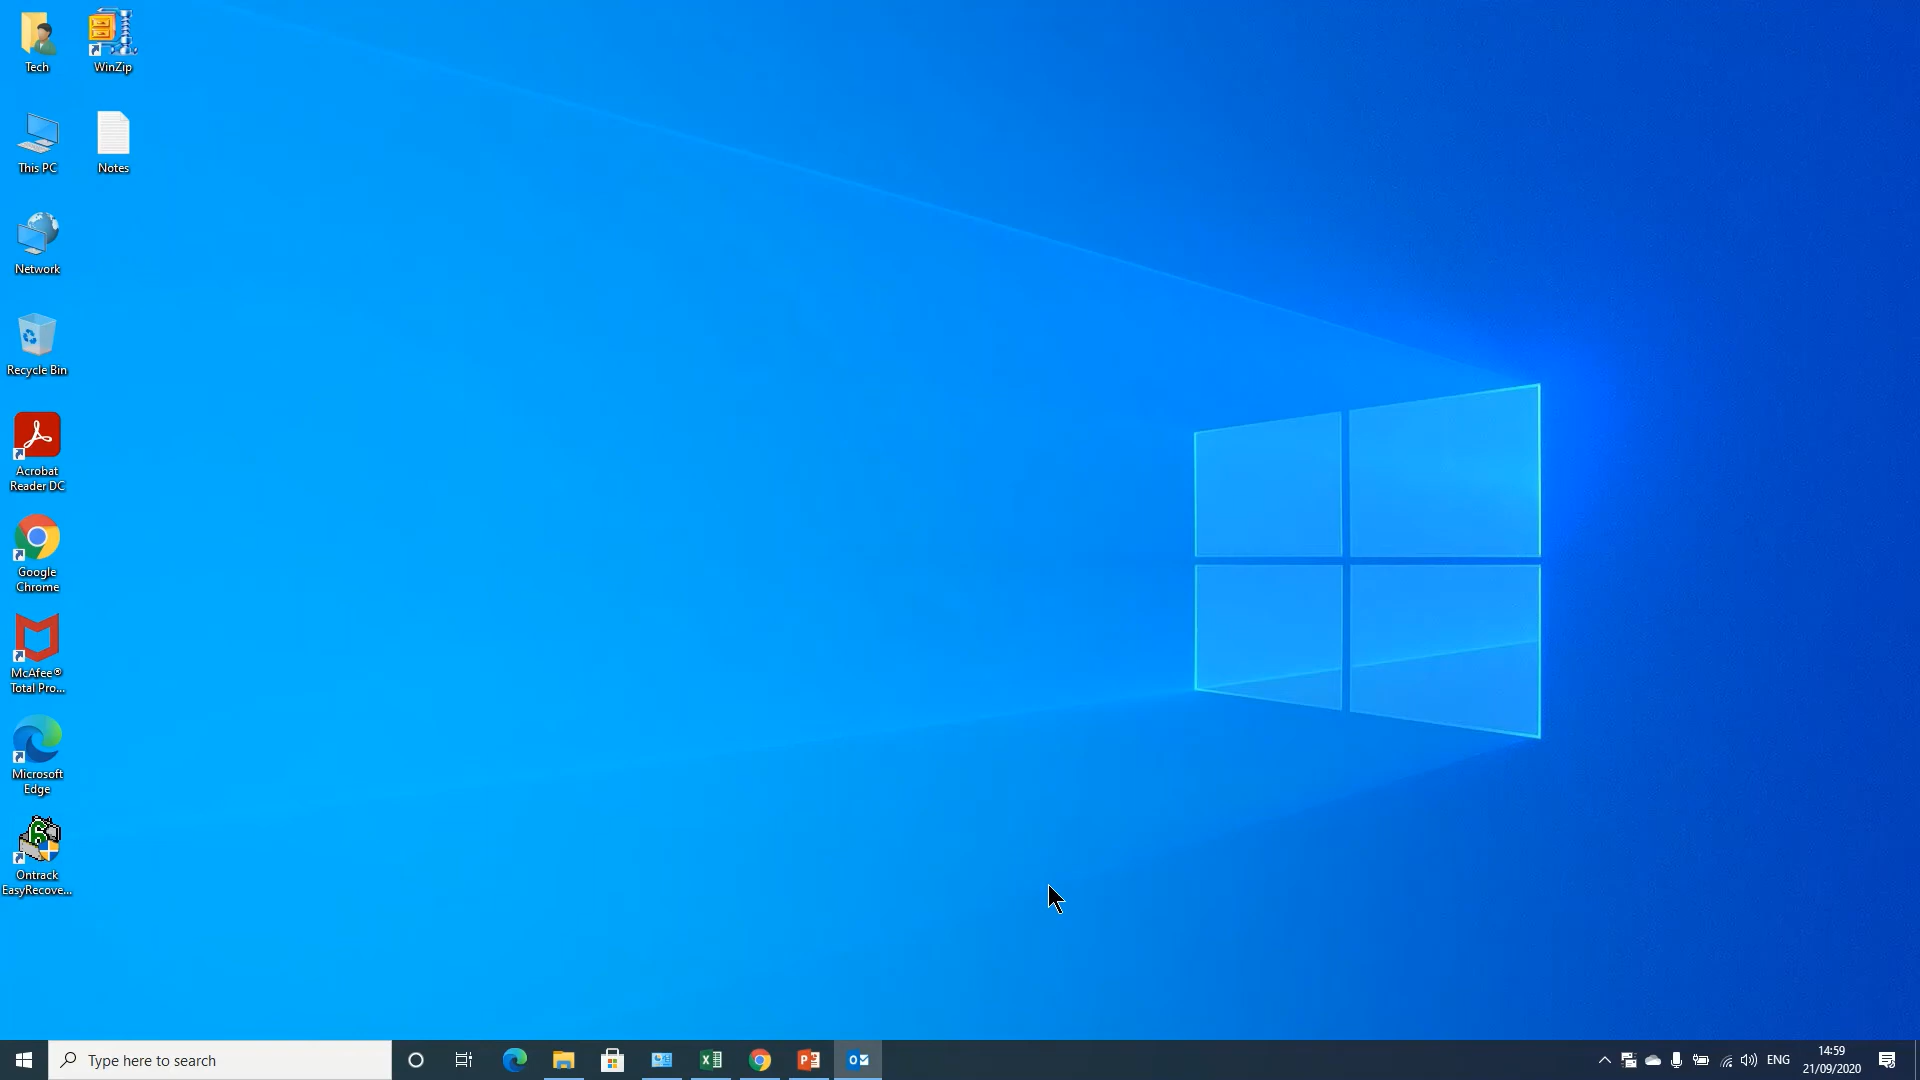 Tech
WinZip
This PC
Notes
Network
Recycle Bin
Acrobat
Reader DC
Google
Chrome
McAfee®
Total Pro...
Microsoft
Edge
Ontrack
EasyRecove...
Type here to search
ENG
14:59
21/09/2020